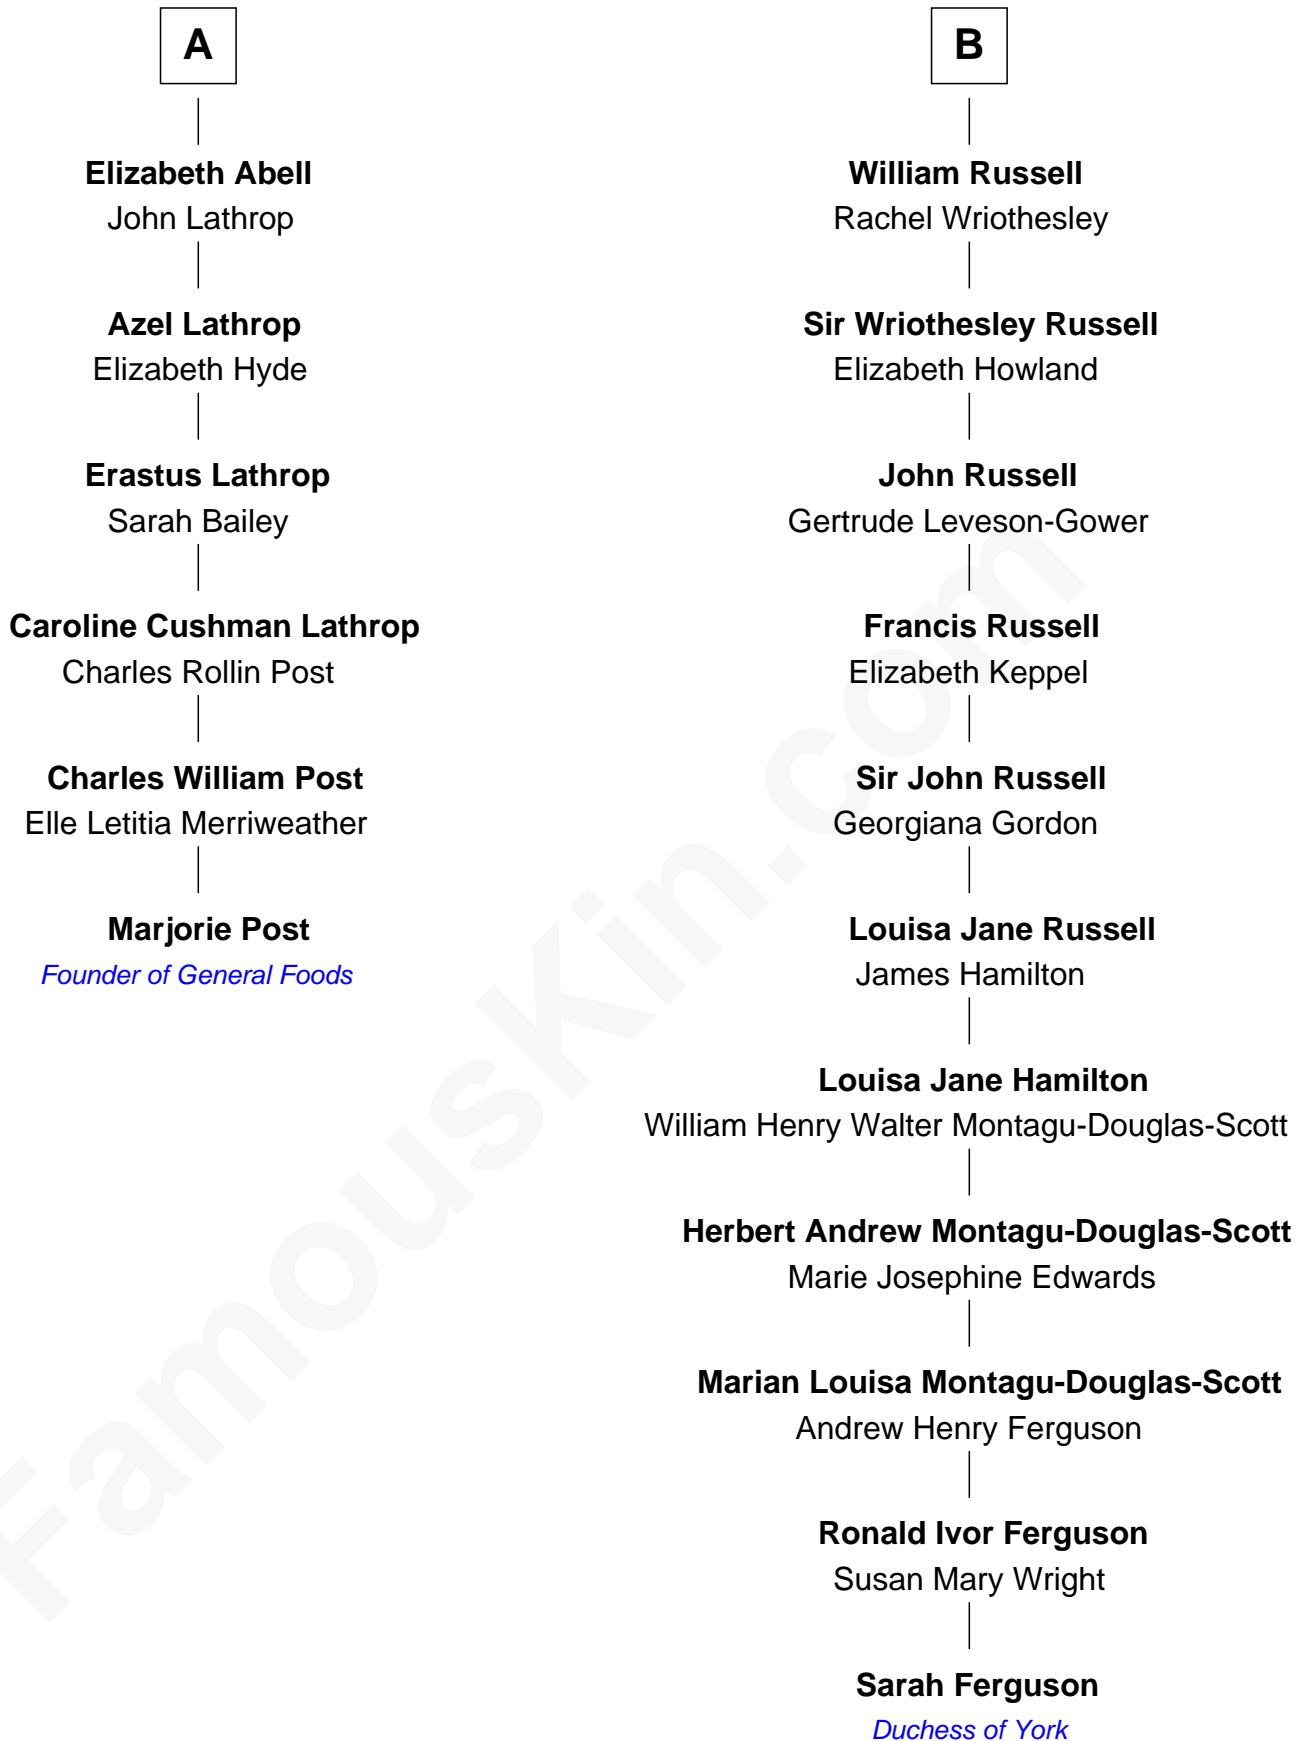 A
Elizabeth Abell
John Lathrop
Azel Lathrop
Elizabeth Hyde
Erastus Lathrop
Sarah Bailey
Caroline Cushman Lathrop
Charles Rollin Post
Charles William Post
Elle Letitia Merriweather
Marjorie Post
Founder of General Foods
B
William Russell
Rachel Wriothesley
Sir Wriothesley Russell
Elizabeth Howland
John Russell
Gertrude Leveson-Gower
Francis Russell
Elizabeth Keppel
Sir John Russell
Georgiana Gordon
Louisa Jane Russell
James Hamilton
Louisa Jane Hamilton
William Henry Walter Montagu-Douglas-Scott
Herbert Andrew Montagu-Douglas-Scott
Marie Josephine Edwards
Marian Louisa Montagu-Douglas-Scott
Andrew Henry Ferguson
Ronald Ivor Ferguson
Susan Mary Wright
Sarah Ferguson
Duchess of York
FamousKin.com